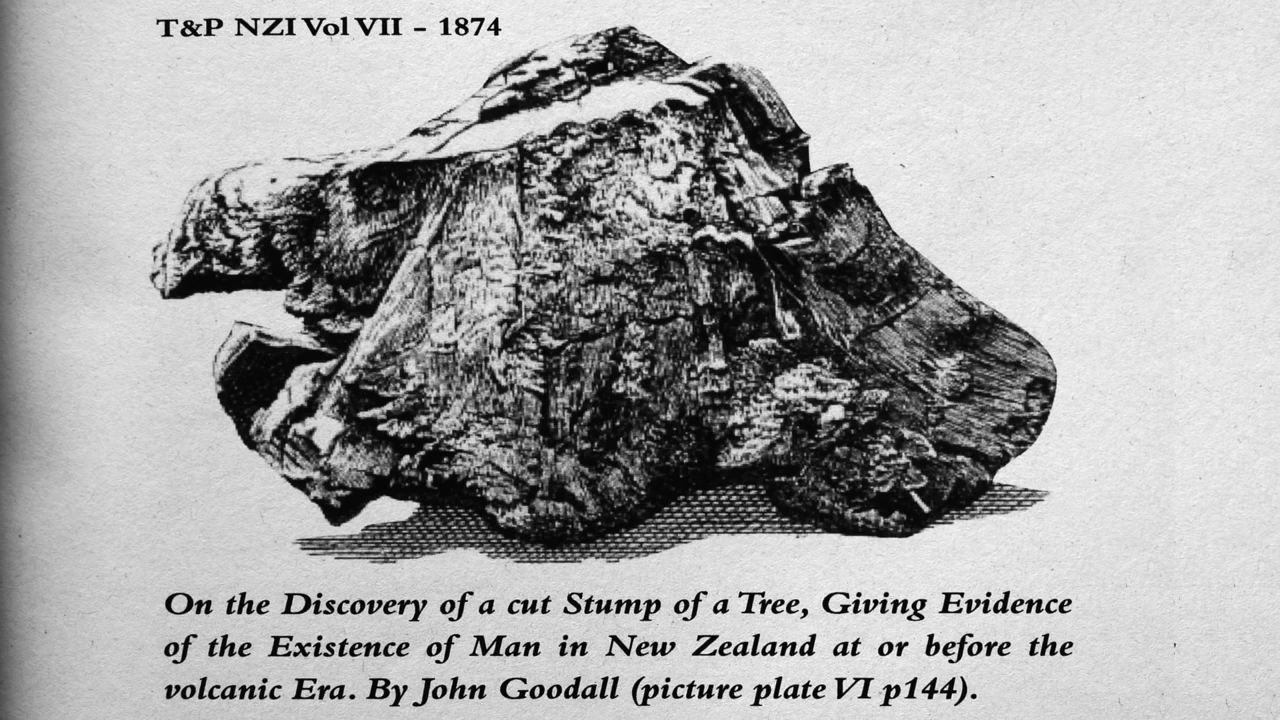 T&P NZI Vol VII – 1874
On the Discovery of a cut Stump of a Tree, Giving Evidence
of the Existence of Man in New Zealand at or before the
volcanic Era. By John Goodall (picture plate VI p144).